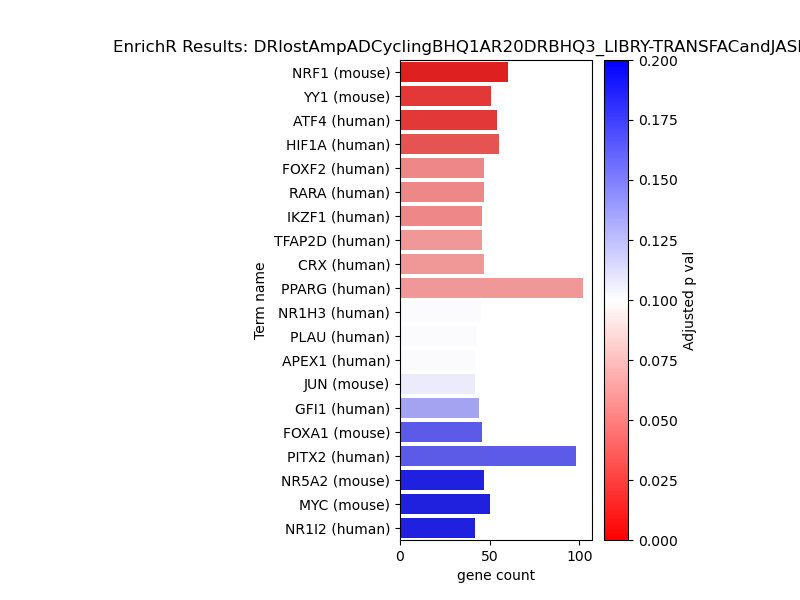 EnrichR Results: DRlostAmpADCyclingBHQ1AR20DRBHQ3_LIBRY-TRANSFACandJASI
Term name
NRF1 (mouse)
YY1 (mouse)
ATF4 (human)
HIF1A (human)
FOXF2 (human)
RARA (human)
IKZF1 (human)
TFAP2D (human)
CRX (human)
PPARG (human)
NR1H3 (human)
PLAU (human)
APEX1 (human)
JUN (mouse)
GFI1 (human)
FOXA1 (mouse)
PITX2 (human)
NR5A2 (mouse)
MYC (mouse)
NR1I2 (human)
0 50 100
gene count
0.200
0.175
0.150
0.125
0.100
0.075
0.050
0.025
0.000
Adjusted p val